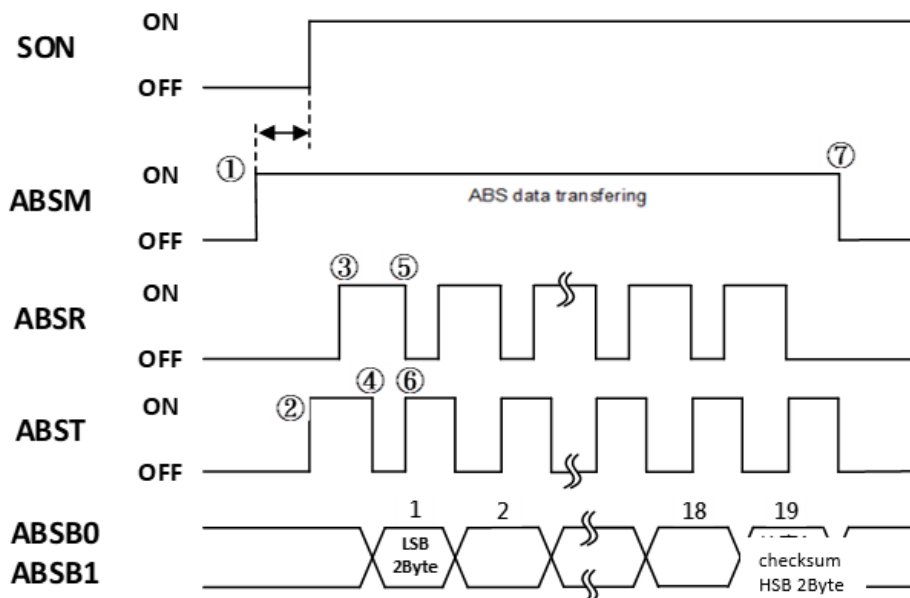 SON
ON
OFF
ABSM
ON
①
⑦
ABS data transfering
OFF
ABSR
ON
③
⑤
OFF
ABST
ON
②
④
⑥
OFF
ABSB0
ABSB1
1
2
18
19
LSB
2Byte
checksum
HSB 2Byte